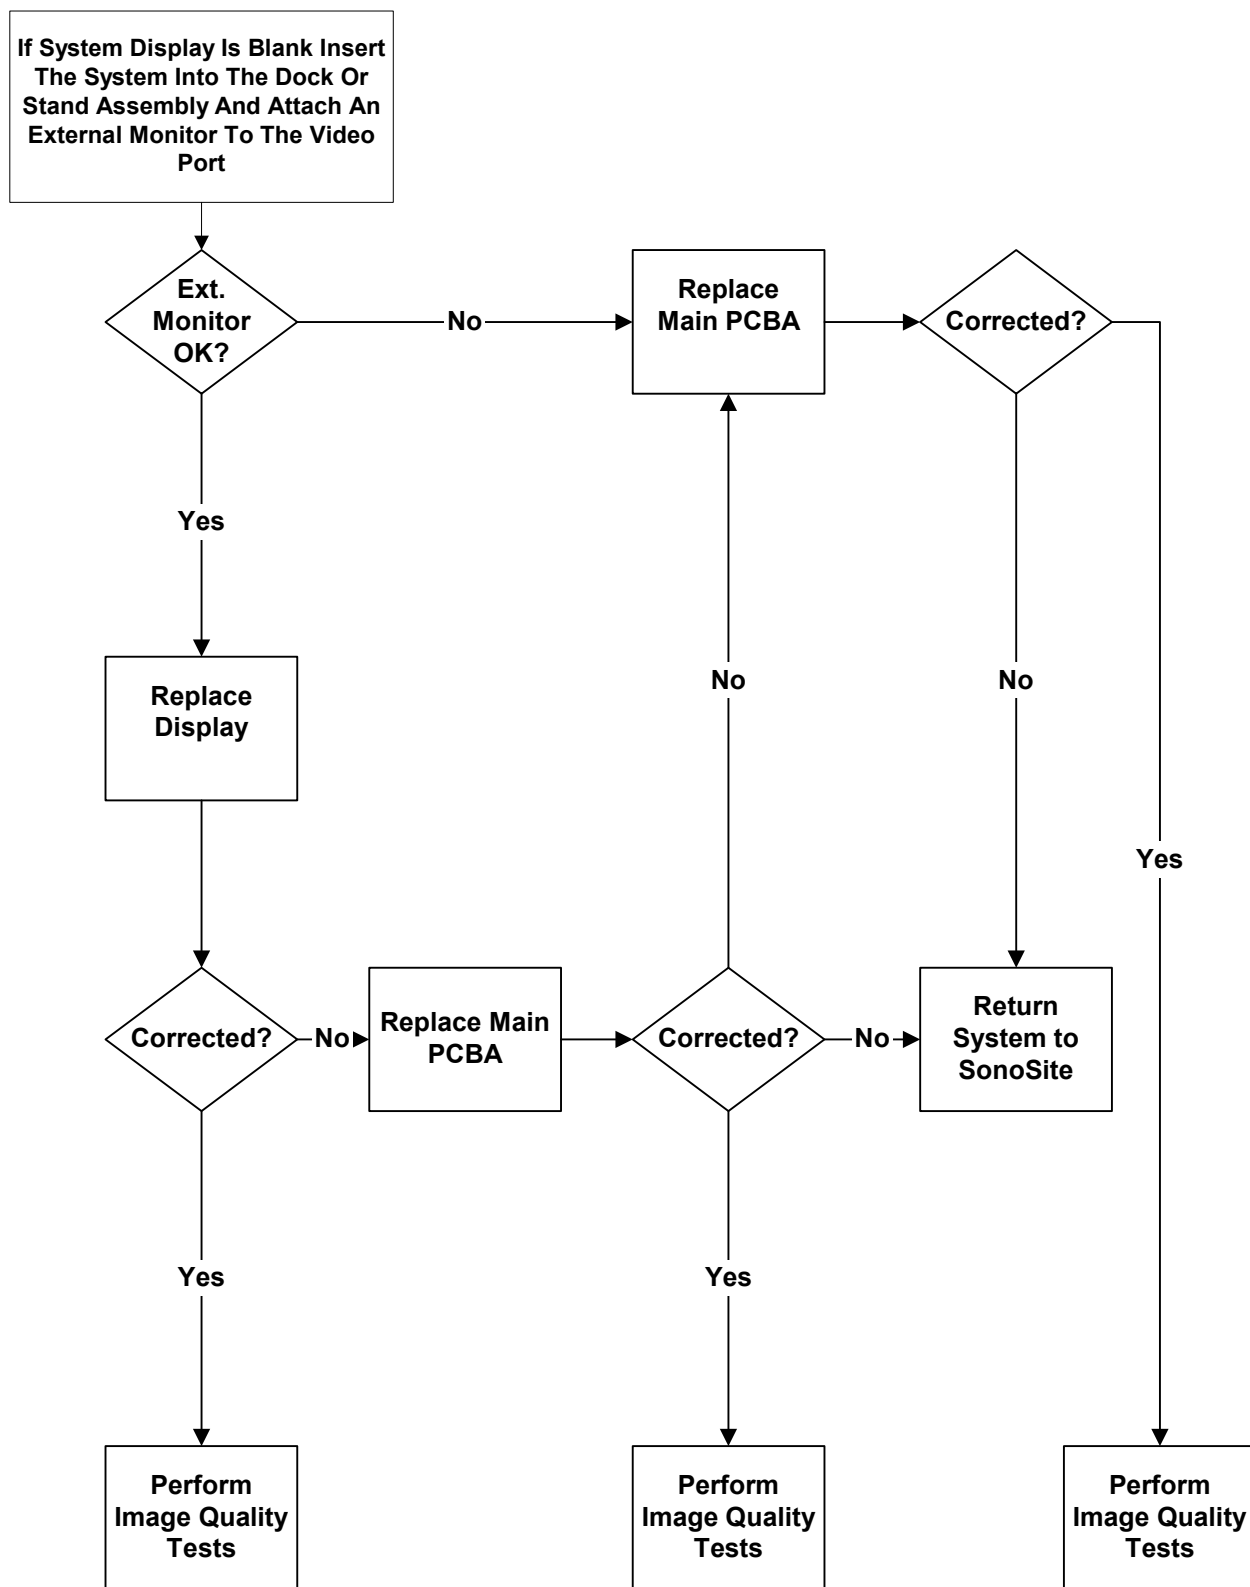 If System Display Is Blank Insert
The System Into The Dock Or
Stand Assembly And Attach An
External Monitor To The Video
Port
Ext.
Monitor
OK?
No
Replace
Main PCBA
Corrected?
Yes
Replace
Display
No
No
Yes
Corrected?
No
Replace Main
PCBA
Corrected?
No
Return
System to
SonoSite
Yes
Yes
Perform
Image Quality
Tests
Perform
Image Quality
Tests
Perform
Image Quality
Tests